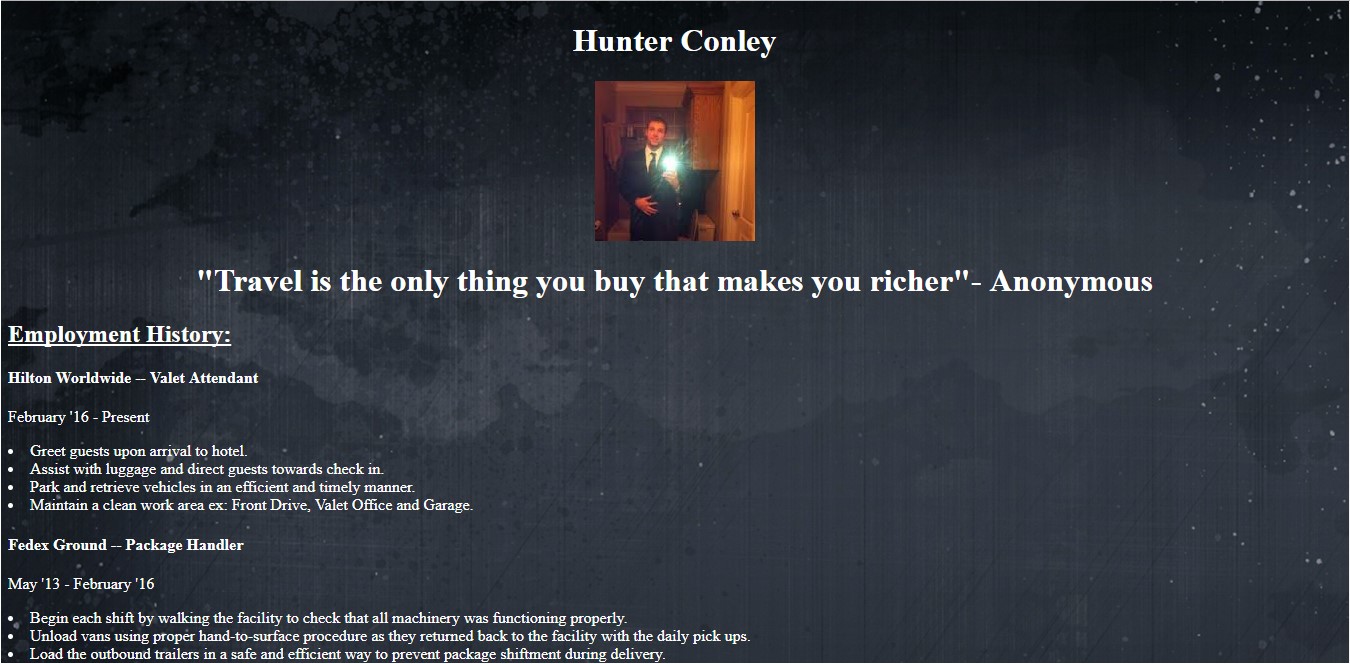 Hunter Conley
"Travel is the only thing you buy that makes you richer"- Anonymous
Employment History:
Hilton Worldwide -- Valet Attendant
February '16 - Present
• Greet guests upon arrival to hotel.
• Assist with luggage and direct guests towards check in.
• Park and retrieve vehicles in an efficient and timely manner.
• Maintain a clean work area ex: Front Drive, Valet Office and Garage.
Fedex Ground -- Package Handler
May '13 - February '16
• Begin each shift by walking the facility to check that all machinery was functioning properly.
• Unload vans using proper hand-to-surface procedure as they returned back to the facility with the daily pick ups.
• Load the outbound trailers in a safe and efficient way to prevent package shiftment during delivery.